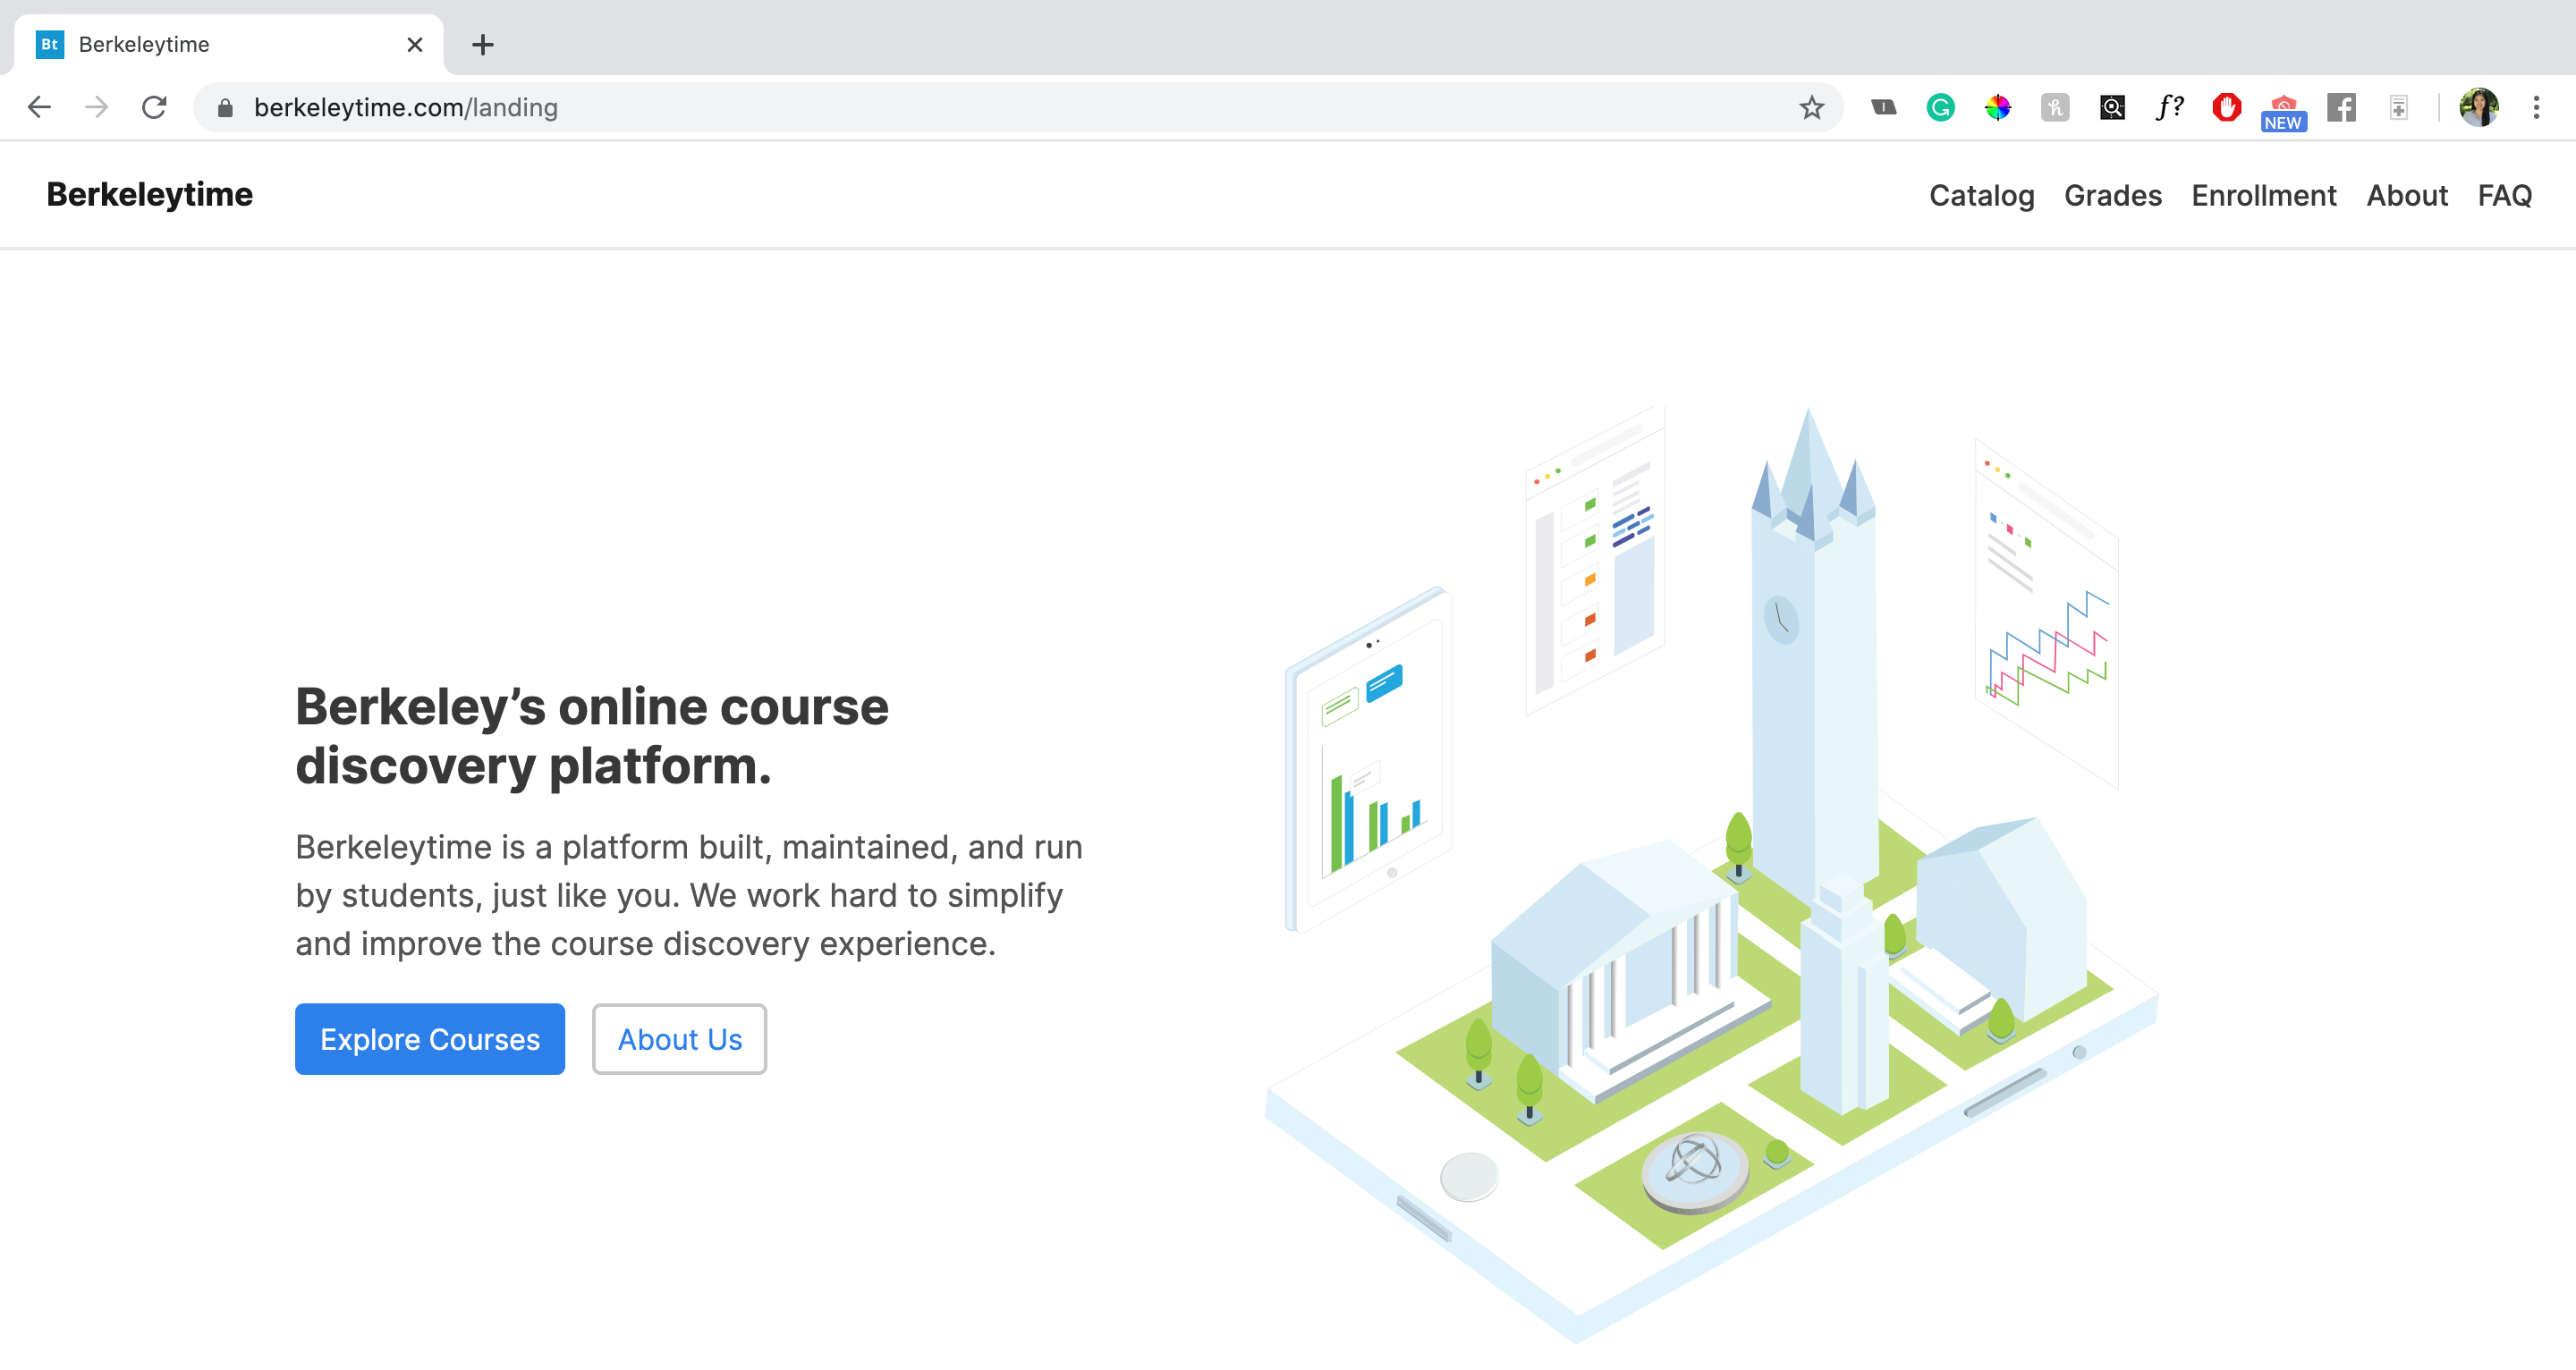 Bt Berkeleytime
berkeleytime.com/landing
f?
NEW
Berkeleytime
Catalog Grades Enrollment About FAQ
Berkeley’s online course
discovery platform.
Berkeleytime is a platform built, maintained, and run
by students, just like you. We work hard to simplify
and improve the course discovery experience.
Explore Courses About Us